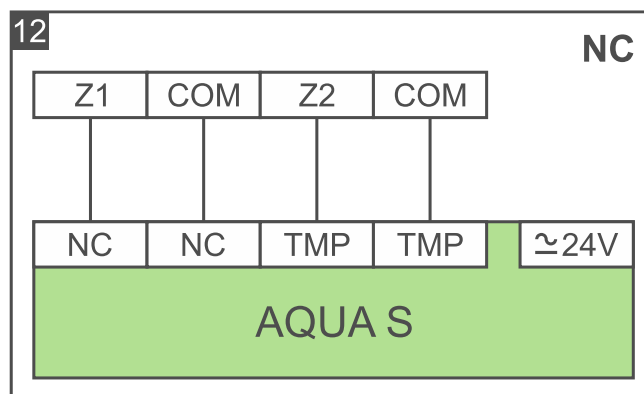 12
NC
Z1 COM Z2 COM
NC NC TMP TMP ≃24V
AQUA S